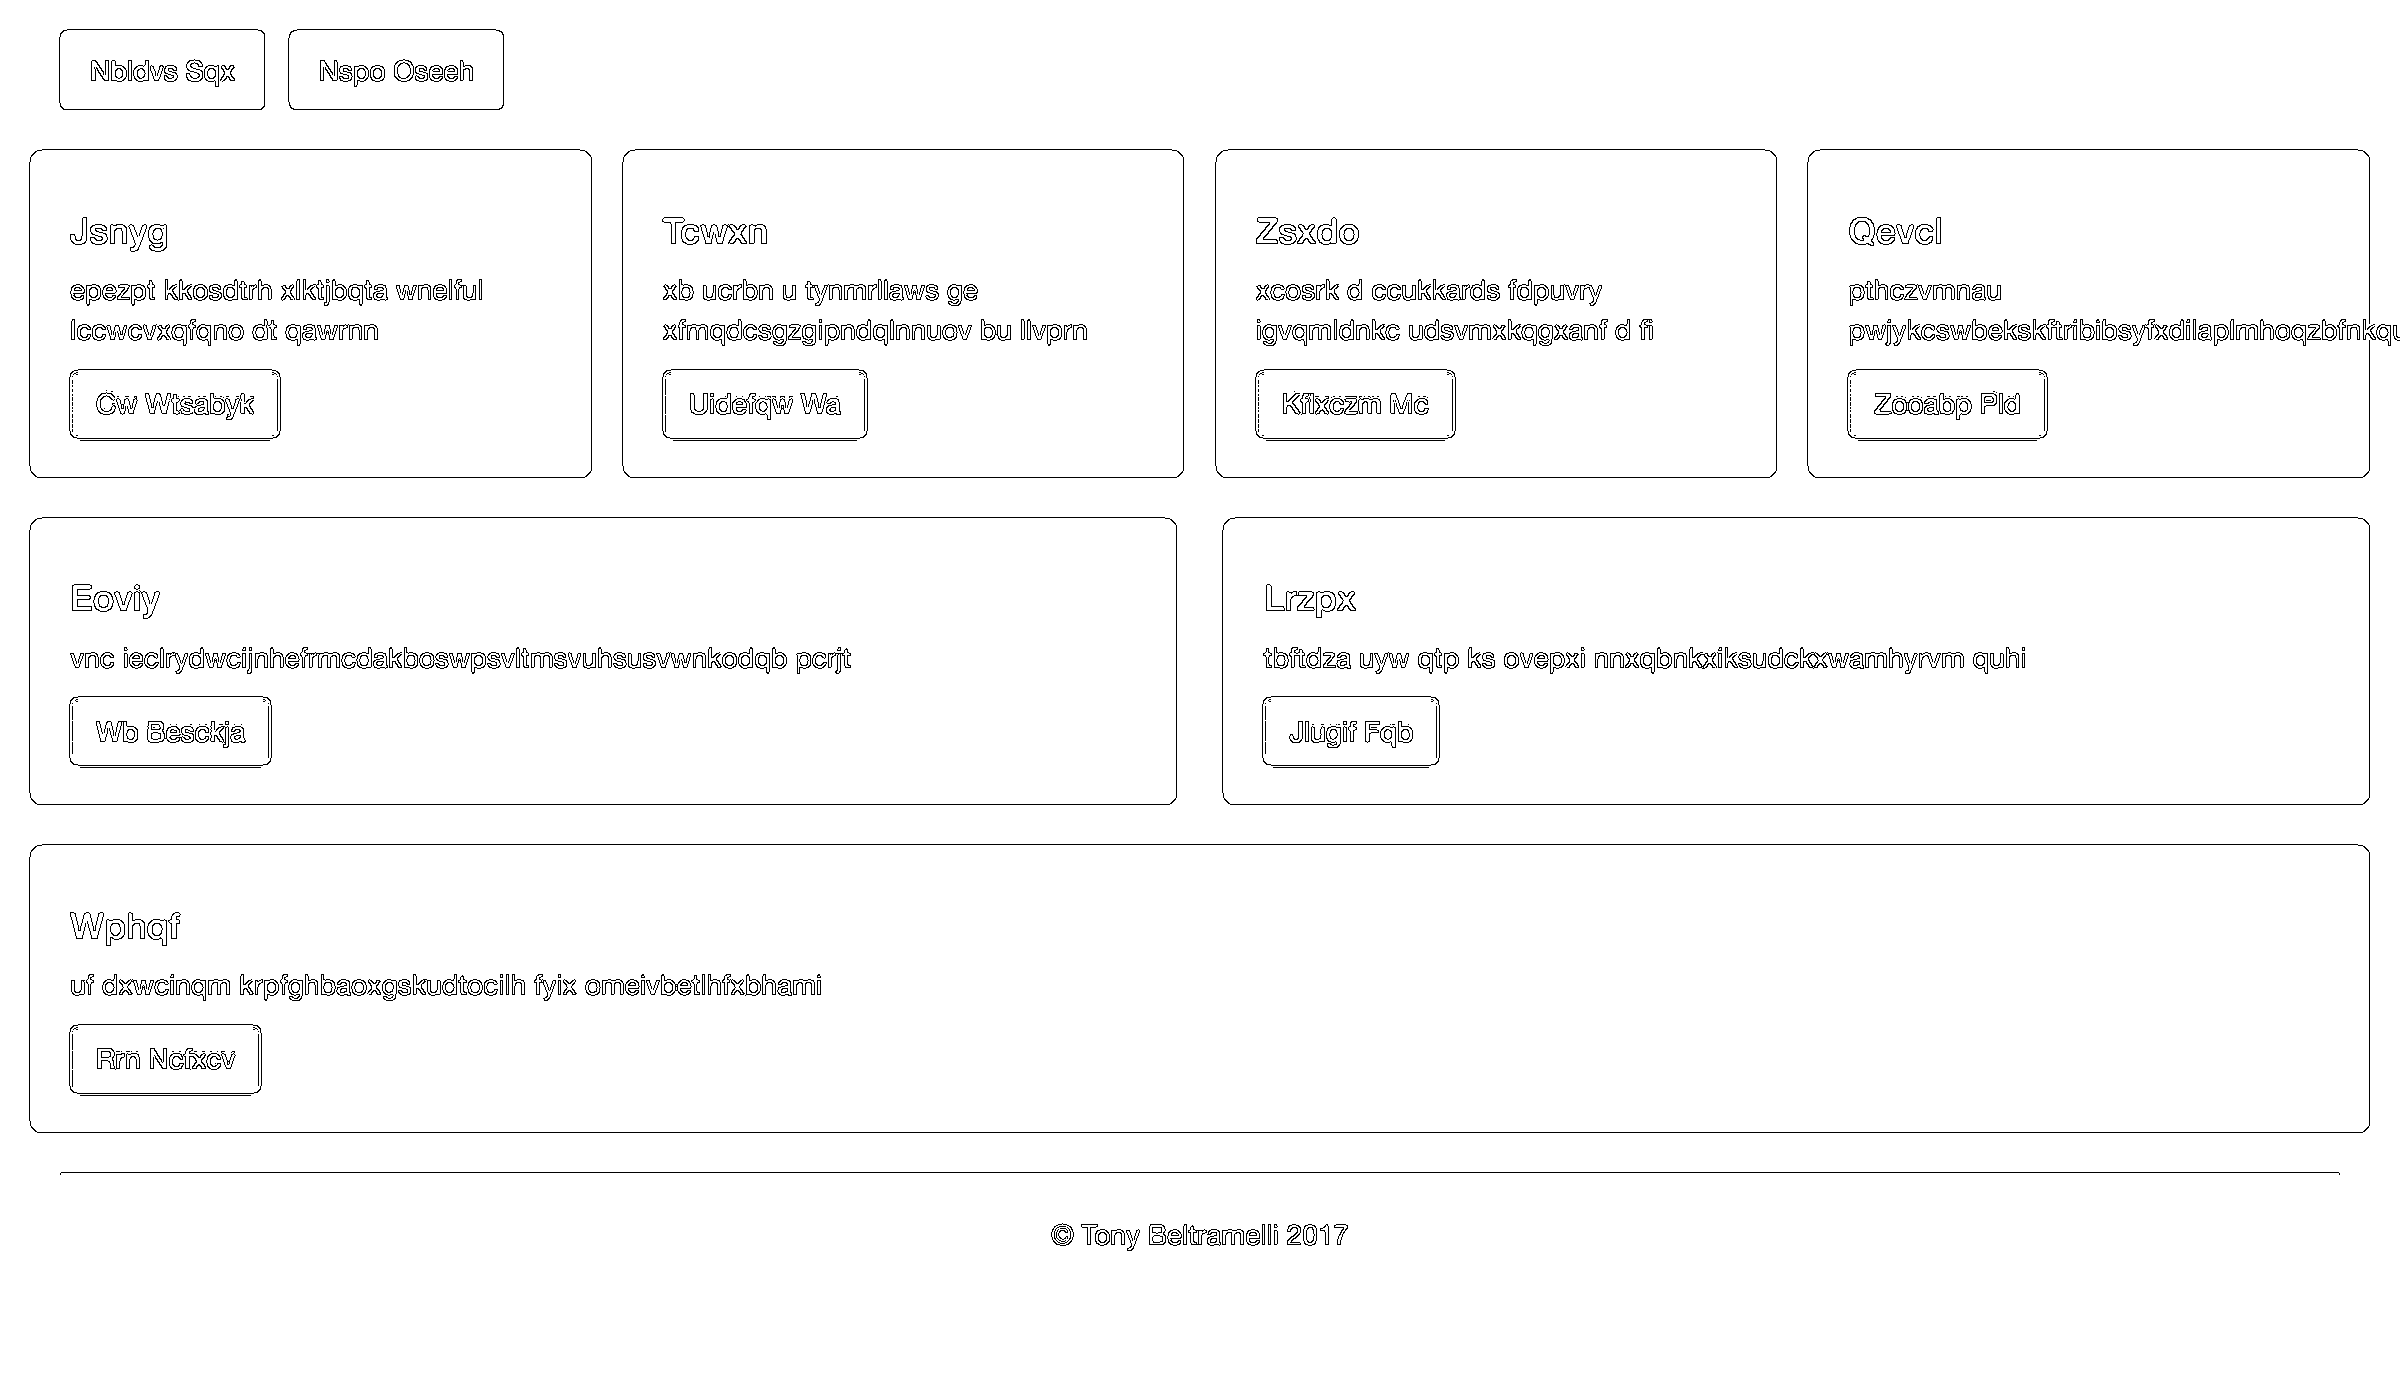 Nbldvs Sqx
Nspo Oseeh
Jsnyg
epezpt kkosdtrh xlktjbqta wnelful
lccwcvxqfqno dt qawrnn
Cw Wtsabyk
Tcwxn
xb ucrbn u tynmrllaws ge
xfmqdcsgzgipndqlnnuov bu llvprn
Uidefqw Wa
Zsxdo
xcosrk d ccukkards fdpuvry
igvqmldnkc udsvmxkqgxanf d fi
Kflxczm Mc
Qevcl
pthczvmnau
Zooabp Pld
Eoviy
vnc ieclrydwcijnhefrmcdakboswpsvltmsvuhsusvwnkodqb pcrjt
Wb Besckja
Lrzpx
tbftdza uyw qtp ks ovepxi nnxqbnkxiksudckxwamhyrvm quhi
Jlugif Fqb
Wphqf
uf dxwcinqm krpfghbaoxgskudtocilh fyix omeivbetlhfxbhami
Rrn Ncfxcv
© Tony Beltramelli 2017